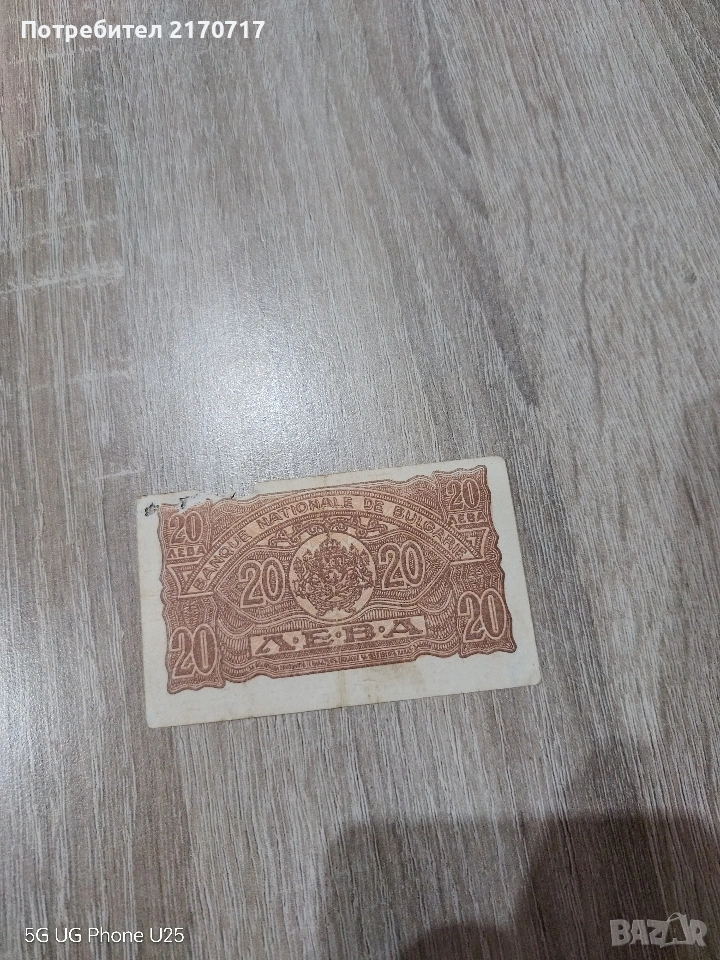 Потребител 2170717
20 20
ЛЕВА ЛЕВА
BANQUE NATIONALE DE BULGARIE
20 20
Л·Е·В·А
20 20
5G UG Phone U25
BAZAR